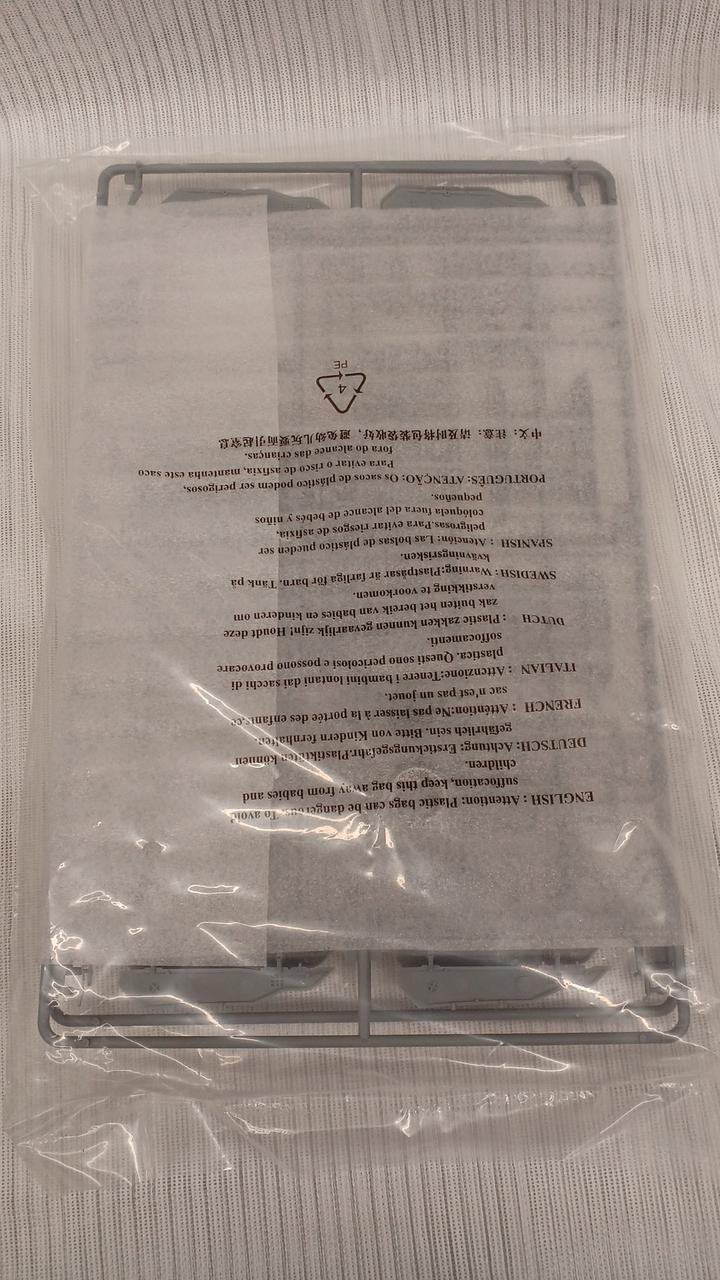 ENGLISH : Attention: Plastic bags can be dangerous. To avoid
suffocation, keep this bag away from babies and
children.
DEUTSCH: Achtung: Erstickungsgefahr.Plastiktüten können
gefährlich sein. Bitte von Kindern fernhalten.
FRENCH : Atténtion:Ne pas laisser à la portée des enfants.ce
sac n'est pas un jouet.
ITALIAN : Attenzione:Tenere i bambini lontani dai sacchi di
plastica. Questi sono pericolosi e possono provocare
soffocamenti.
DUTCH : Plastic zakken kunnen gevaarlijk zijn! Houdt deze
zak buiten het bereik van babies en kinderen om
verstikking te voorkomen.
SWEDISH : Warning:Plastpåsar är farliga för barn. Tänk på
kvävningsrisken.
SPANISH : Atención: Las bolsas de plástico pueden ser
peligrosas.Para evitar riesgos de asfixia,
colóquela fuera del alcance de bebés y niños
pequeños.
PORTUGUÊS: ATENÇÃO: Os sacos de plástico podem ser perigosos,
Para evitar o risco de asfixia, mantenha este saco
fora do alcance das crianças.
中文：注意：请及时将包装袋收好，避免幼儿玩耍而引起窒息
4
PE